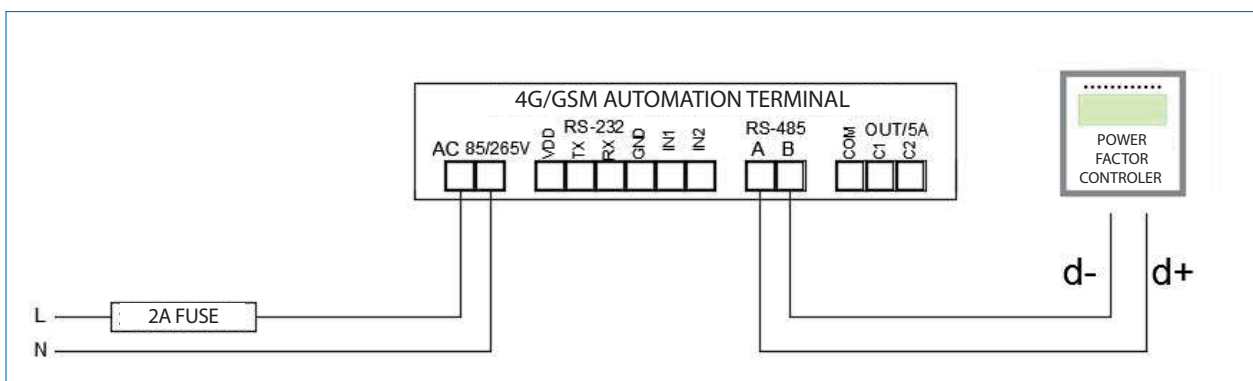 4G/GSM AUTOMATION TERMINAL
AC 85/265V
RS-232
VDD TX RX GND IN1 IN2
RS-485
A B
OUT/5A
COM C1 C2
POWER
FACTOR
CONTROLER
d- d+
L 2A FUSE
N